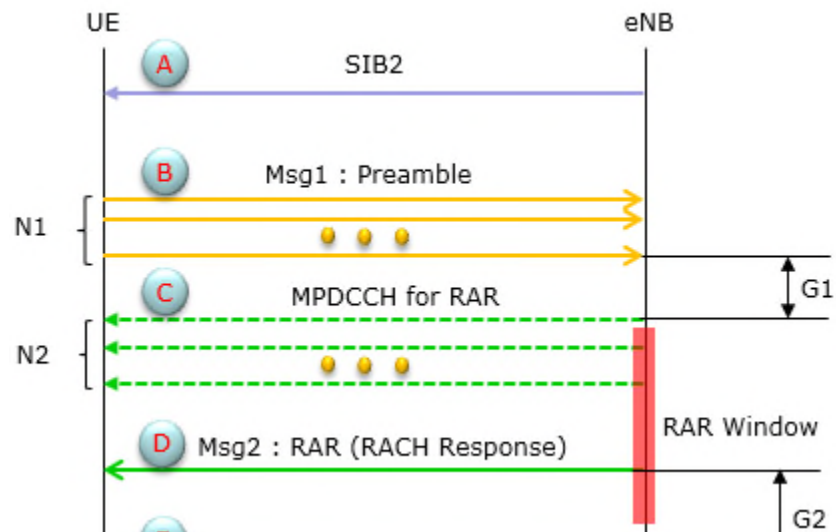 UE
eNB
A
SIB2
B
Msg1 : Preamble
N1
C
MPDCCH for RAR
G1
N2
D
Msg2 : RAR (RACH Response)
RAR Window
G2